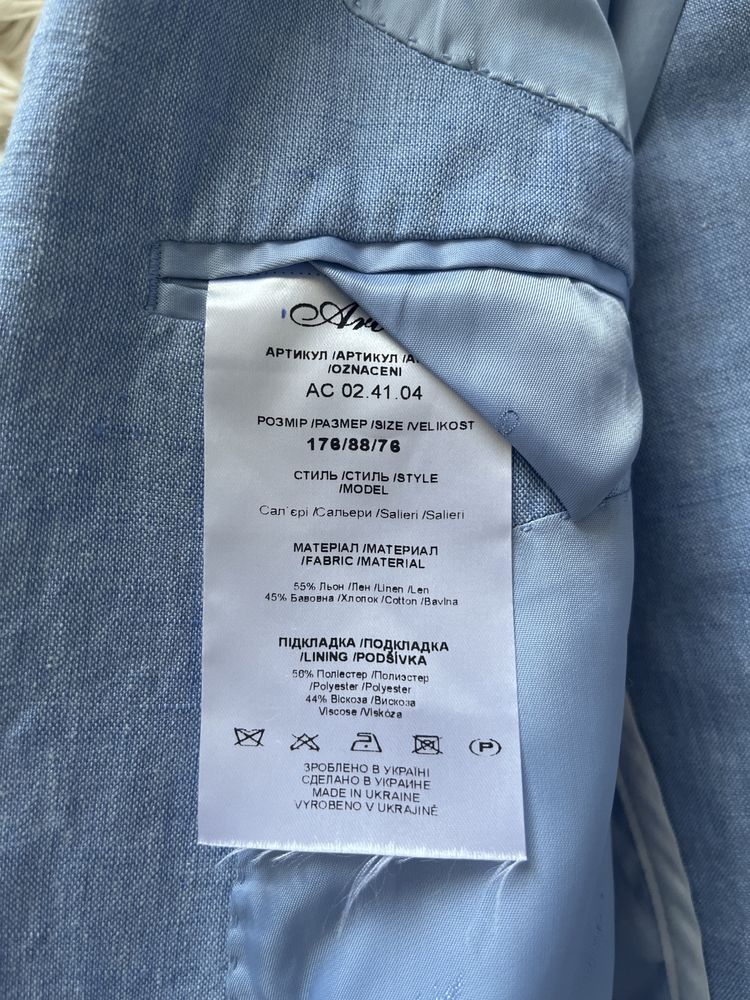 АРТИКУЛ /АРТИКУЛ
/OZNACENI
AC 02.41.04
РОЗМІР /РАЗМЕР /SIZE /VELIKOST
176/88/76
СТИЛЬ /СТИЛЬ /STYLE
/MODEL
Сал`єрі /Сальери /Salieri /Salieri
МАТЕРІАЛ /МАТЕРИАЛ
/FABRIC /MATERIAL
55% Льон /Лен /Linen /Len
45% Бавовна /Хлопок /Cotton /Bavlna
ПІДКЛАДКА /ПОДКЛАДКА
/LINING /PODŠÍVKA
56% Поліестер /Полиэстер
/Polyester /Polyester
44% Віскоза /Вискоза
Viscose /Viskóza
P
ЗРОБЛЕНО В УКРАЇНІ
СДЕЛАНО В УКРАИНЕ
MADE IN UKRAINE
VYROBENO V UKRAJINĚ